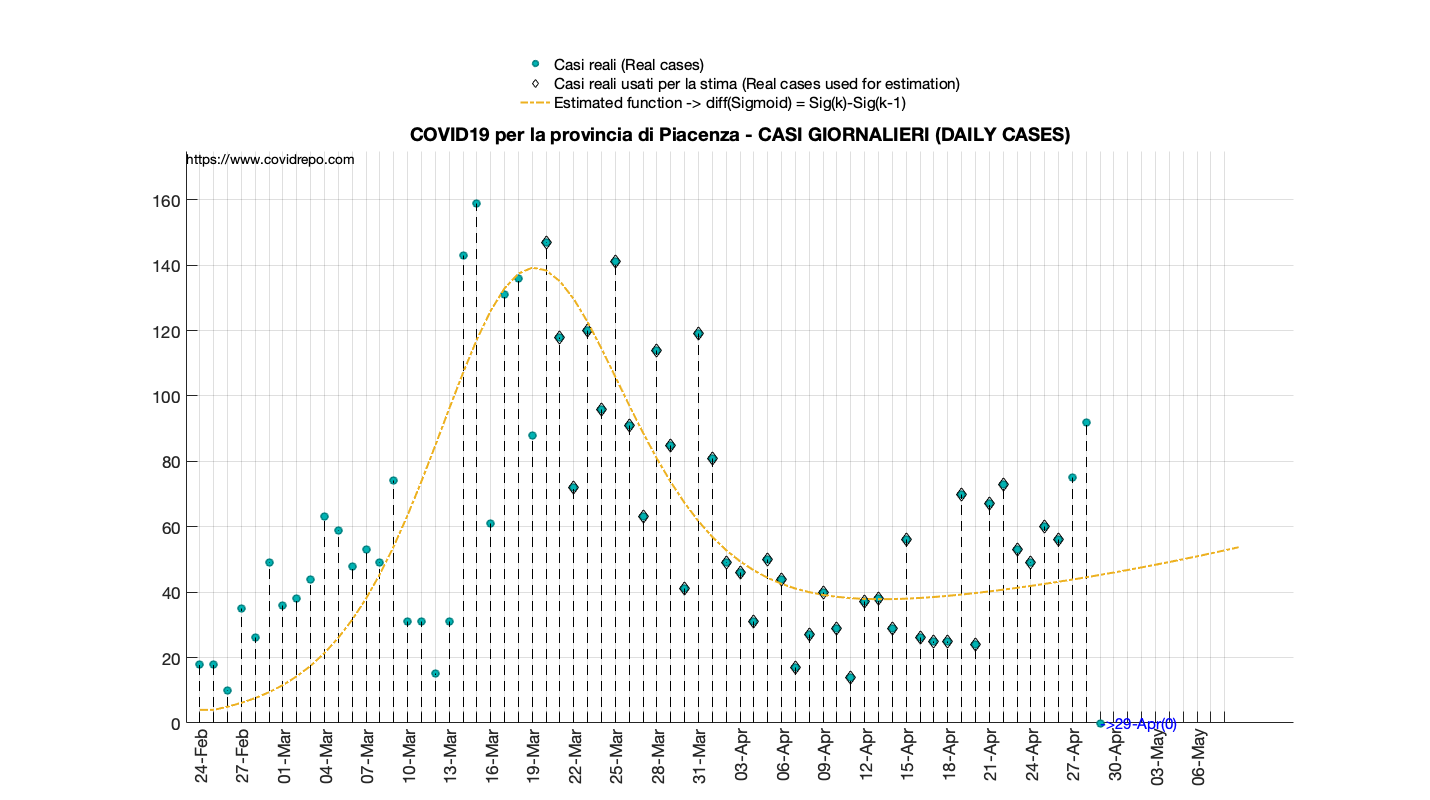 Casi reali (Real cases)
Casi reali usati per la stima (Real cases used for estimation)
Estimated function -> diff(Sigmoid) = Sig(k)-Sig(k-1)
COVID19 per la provincia di Piacenza - CASI GIORNALIERI (DAILY CASES)
https://www.covidrepo.com
160
140
120
100
80
60
40
20
0
->29-Apr(0)
24-Feb
27-Feb
01-Mar
04-Mar
07-Mar
10-Mar
13-Mar
16-Mar
19-Mar
22-Mar
25-Mar
28-Mar
31-Mar
03-Apr
06-Apr
09-Apr
12-Apr
15-Apr
18-Apr
21-Apr
24-Apr
27-Apr
30-Apr
03-May
06-May